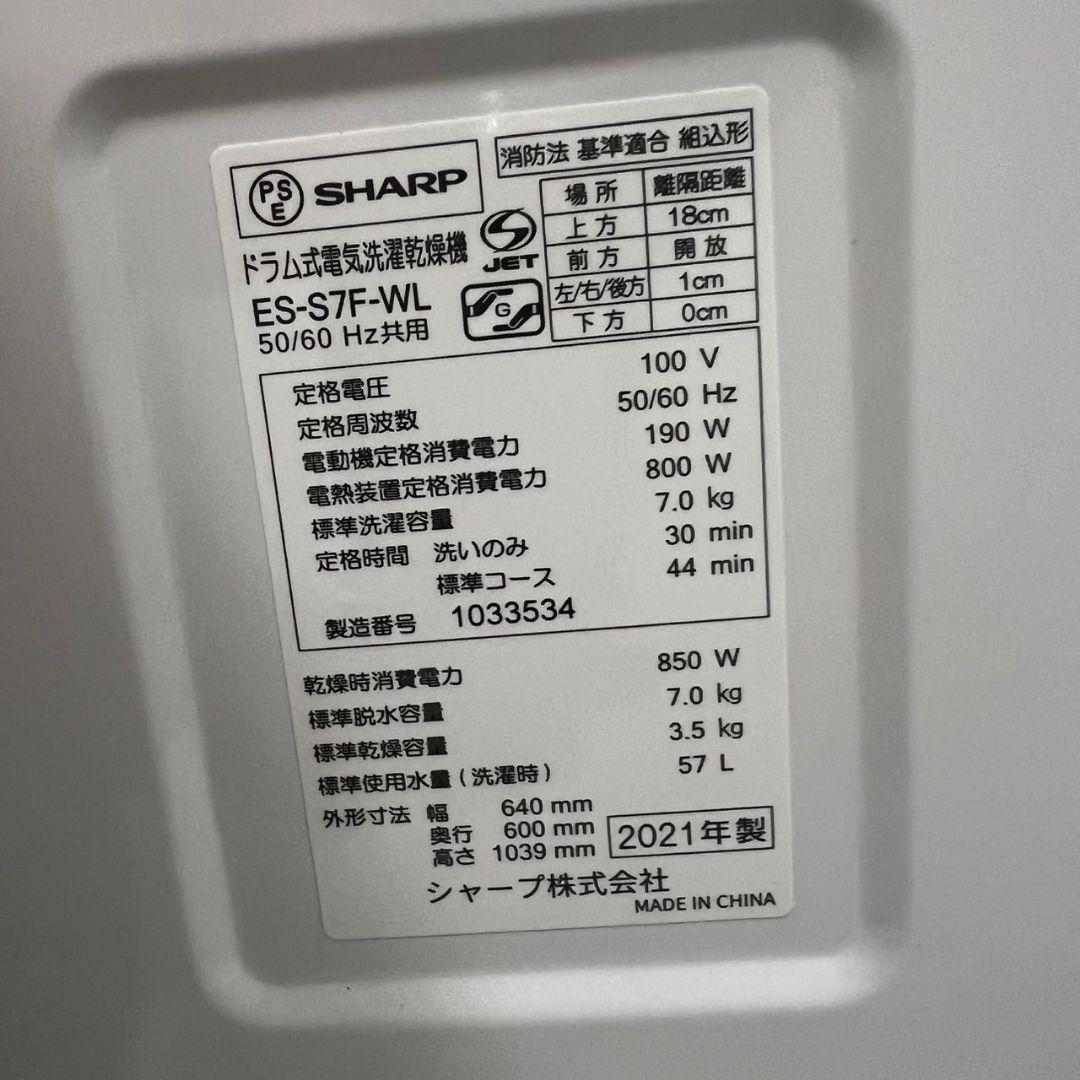 PS
E
SHARP
ドラム式電気洗濯乾燥機
ES-S7F-WL
50/60 Hz共用
S
JET
G
消防法 基準適合 組込形
場所 離隔距離
上方 18cm
前方 開放
左/右/後方 1cm
下方 0cm
定格電圧 100 V
定格周波数 50/60 Hz
電動機定格消費電力 190 W
電熱装置定格消費電力 800 W
標準洗濯容量 7.0 kg
定格時間 洗いのみ 30 min
標準コース 44 min
製造番号 1033534
乾燥時消費電力 850 W
標準脱水容量 7.0 kg
標準乾燥容量 3.5 kg
標準使用水量(洗濯時) 57 L
外形寸法 幅 640 mm
奥行 600 mm
高さ 1039 mm
2021年製
シャープ株式会社
MADE IN CHINA